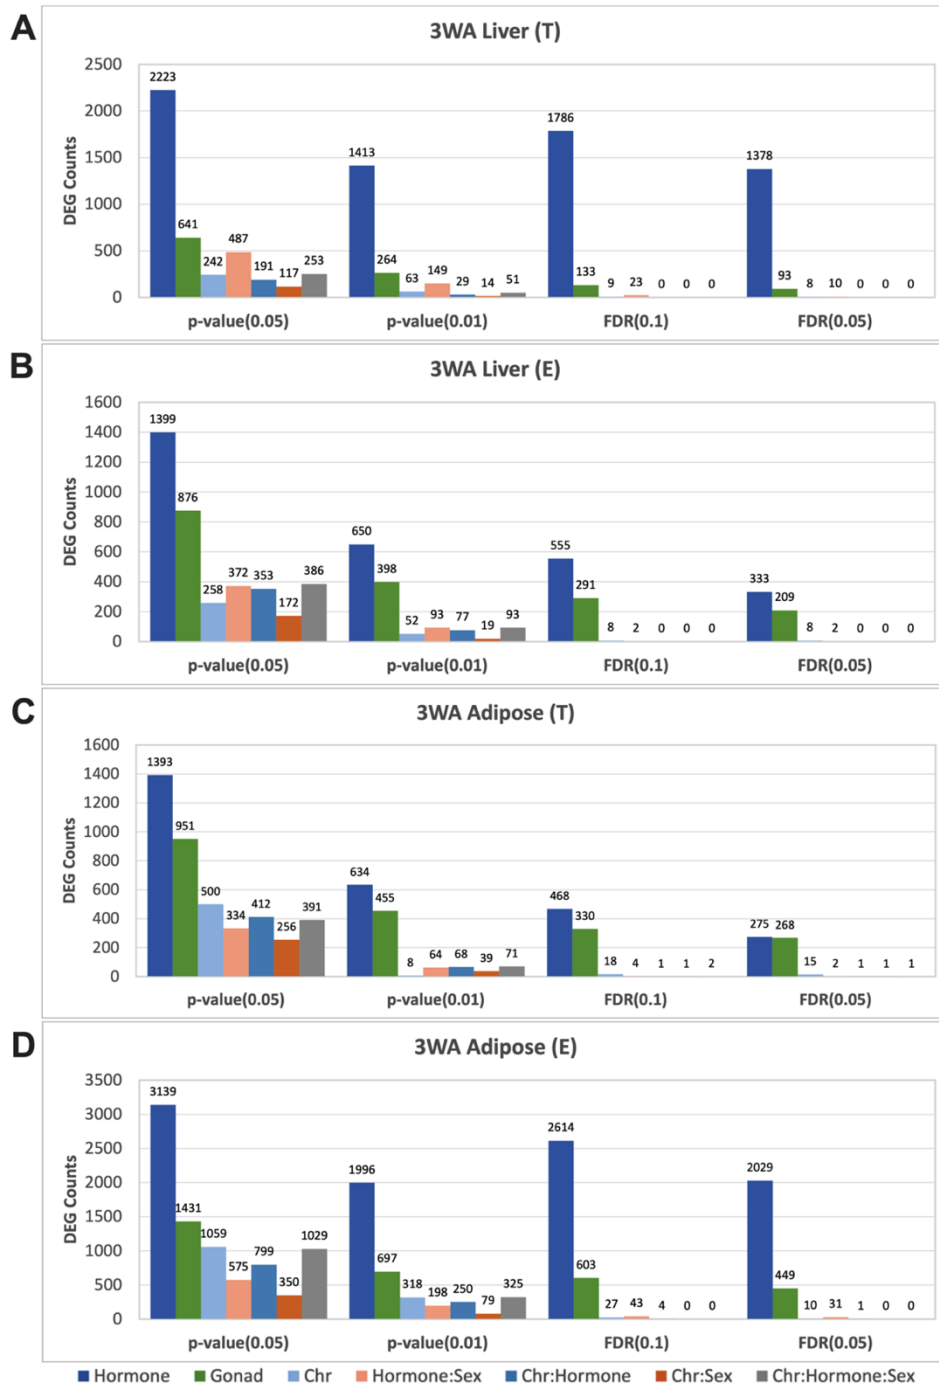 A
3WA Liver (T)
DEG Counts
2500
2000
1500
1000
500
0
2223 641 242 487 191 117 253
1413 264 63 149 29 14 51
1786 133 9 23 0 0 0
1378 93 8 10 0 0 0
p-value(0.05) p-value(0.01) FDR(0.1) FDR(0.05)
B
3WA Liver (E)
DEG Counts
1600
1400
1200
1000
800
600
400
200
0
1399 876 258 372 353 172 386
650 398 52 93 77 19 93
555 291 8 2 0 0 0
333 209 8 2 0 0 0
p-value(0.05) p-value(0.01) FDR(0.1) FDR(0.05)
C
3WA Adipose (T)
DEG Counts
1600
1400
1200
1000
800
600
400
200
0
1393 951 500 334 412 256 391
634 455 8 64 68 39 71
468 330 18 4 1 1 2
275 268 15 2 1 1 1
p-value(0.05) p-value(0.01) FDR(0.1) FDR(0.05)
D
3WA Adipose (E)
DEG Counts
3500
3000
2500
2000
1500
1000
500
0
3139 1431 1059 575 799 350 1029
1996 697 318 198 250 79 325
2614 603 27 43 4 0 0
2029 449 10 31 1 0 0
p-value(0.05) p-value(0.01) FDR(0.1) FDR(0.05)
Hormone Gonad Chr Hormone:Sex Chr:Hormone Chr:Sex Chr:Hormone:Sex